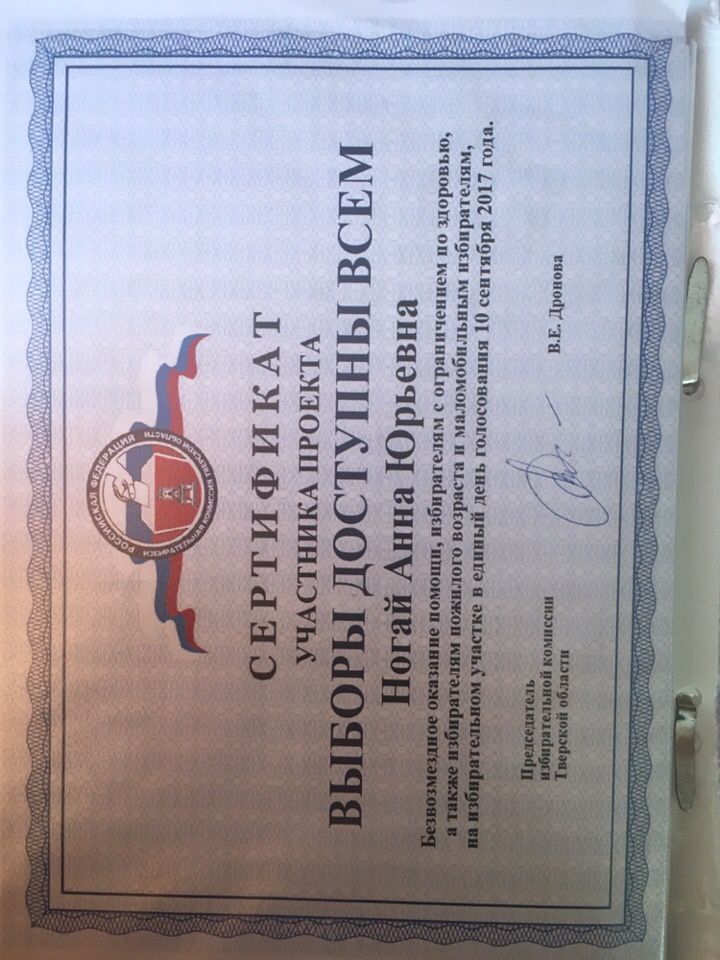 РОССИЙСКАЯ ФЕДЕРАЦИЯ
ИЗБИРАТЕЛЬНАЯ КОМИССИЯ ТВЕРСКОЙ ОБЛАСТИ
СЕРТИФИКАТ
УЧАСТНИКА ПРОЕКТА
ВЫБОРЫ ДОСТУПНЫ ВСЕМ
Ногай Анна Юрьевна
Безвозмездное оказание помощи, избирателям с ограничением по здоровью,
а также избирателям пожилого возраста и маломобильным избирателям,
на избирательном участке в единый день голосования 10 сентября 2017 года.
Председатель
избирательной комиссии
Тверской области
В.Е. Дронова